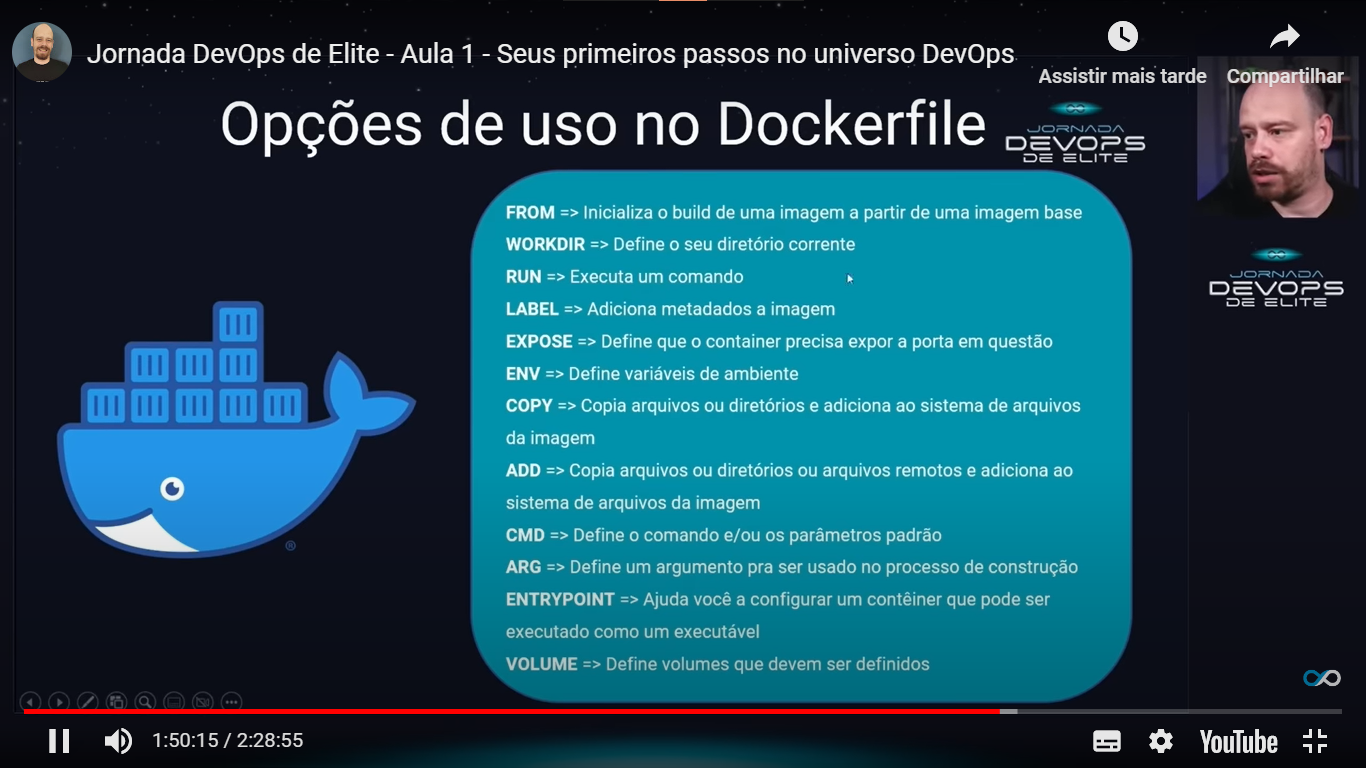 Jornada DevOps de Elite - Aula 1 - Seus primeiros passos no universo DevOps
Assistir mais tarde
Compartilhar
Opções de uso no Dockerfile
JORNADA
DEVOPS
DE ELITE
FROM => Inicializa o build de uma imagem a partir de uma imagem base
WORKDIR => Define o seu diretório corrente
RUN => Executa um comando
LABEL => Adiciona metadados a imagem
EXPOSE => Define que o container precisa expor a porta em questão
ENV => Define variáveis de ambiente
COPY => Copia arquivos ou diretórios e adiciona ao sistema de arquivos
da imagem
ADD => Copia arquivos ou diretórios ou arquivos remotos e adiciona ao
sistema de arquivos da imagem
CMD => Define o comando e/ou os parâmetros padrão
ARG => Define um argumento pra ser usado no processo de construção
ENTRYPOINT => Ajuda você a configurar um contêiner que pode ser
executado como um executável
VOLUME => Define volumes que devem ser definidos
JORNADA
DEVOPS
DE ELITE
®
1:50:15 / 2:28:55
YouTube